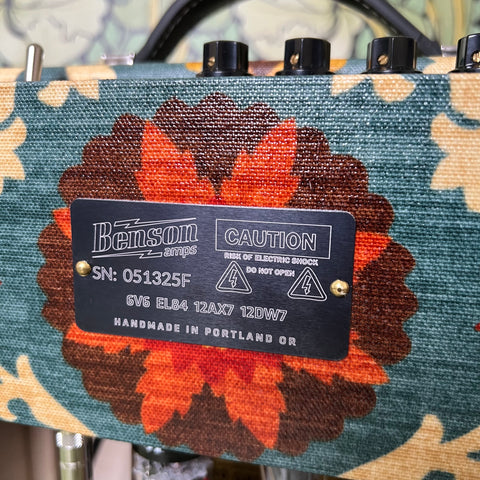 Benson
amps
SN: 051325F
CAUTION
RISK OF ELECTRIC SHOCK
DO NOT OPEN
6V6 EL84 12AX7 12DW7
HANDMADE IN PORTLAND OR